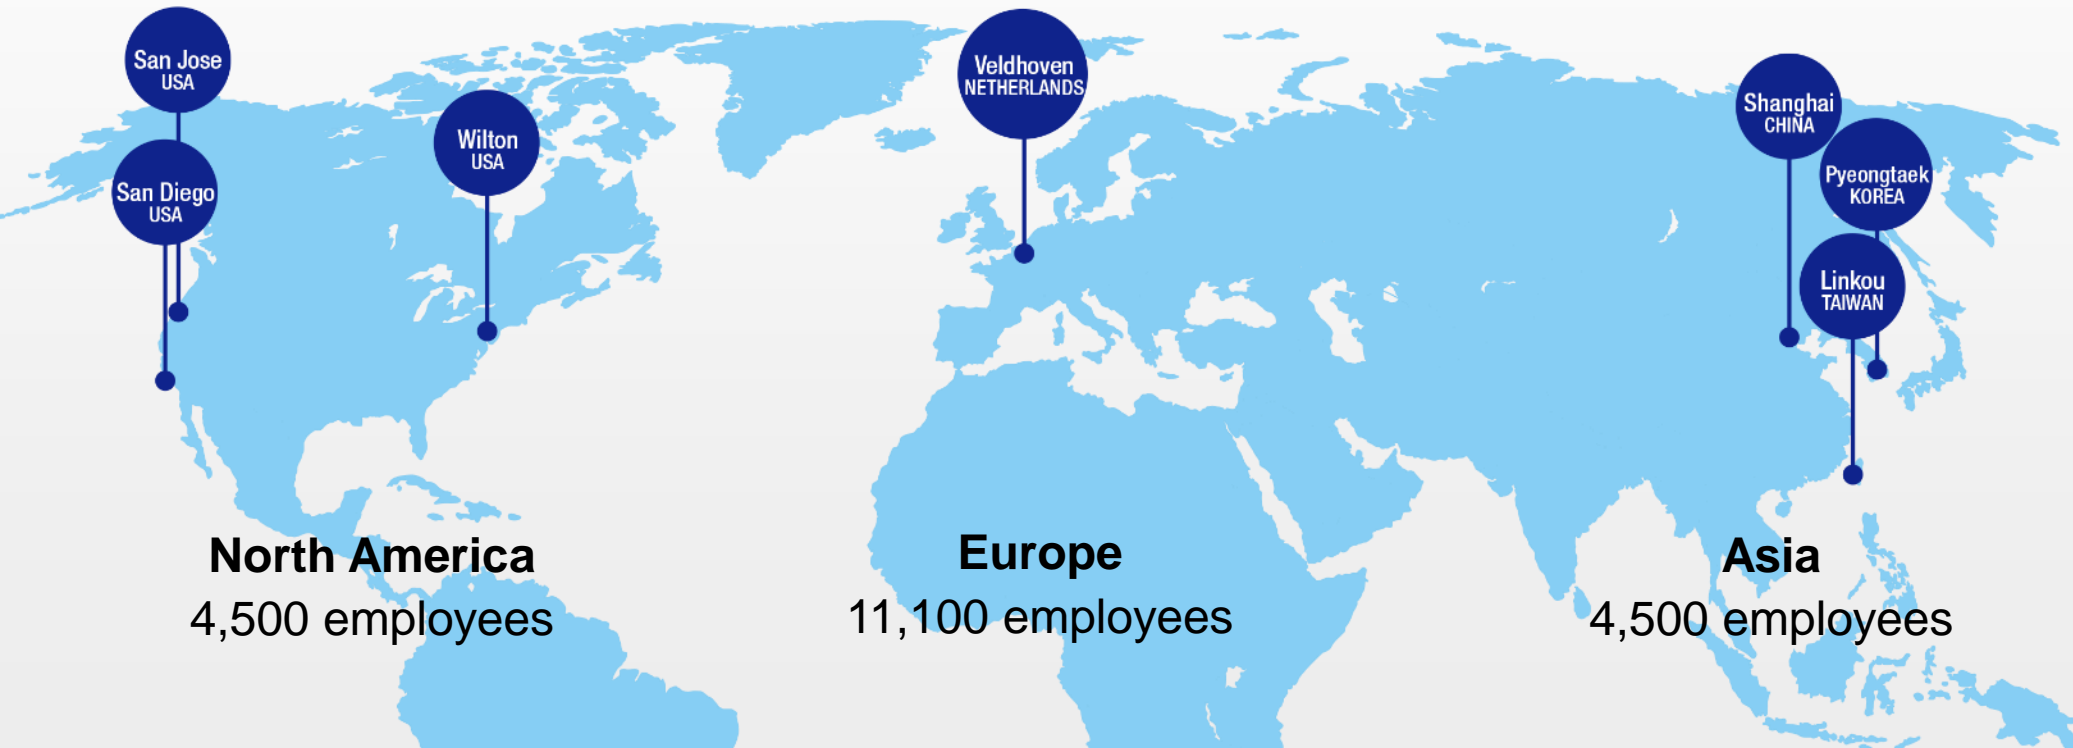 San Jose
USA
San Diego
USA
Wilton
USA
Veldhoven
NETHERLANDS
Shanghai
CHINA
Pyeongtaek
KOREA
Linkou
TAIWAN
North America
4,500 employees
Europe
11,100 employees
Asia
4,500 employees